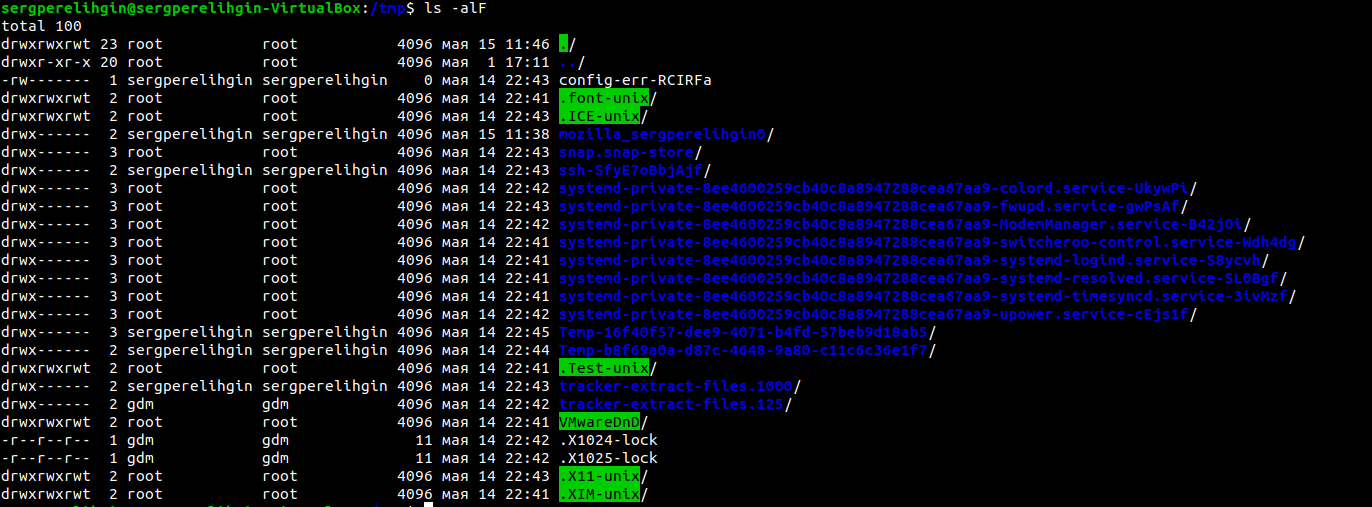 sergperelihgin@sergperelihgin-VirtualBox:/tmp$ ls -alF
total 100
drwxrwxrwt 23 root root 4096 мая 15 11:46 ./
drwxr-xr-x 20 root root 4096 мая 1 17:11 ../
-rw------- 1 sergperelihgin sergperelihgin 0 мая 14 22:43 config-err-RCIRFa
drwxrwxrwt 2 root root 4096 мая 14 22:41 .font-unix/
drwxrwxrwt 2 root root 4096 мая 14 22:43 .ICE-unix/
drwx------ 2 sergperelihgin sergperelihgin 4096 мая 15 11:38 mozilla_sergperelihgin0/
drwx------ 3 root root 4096 мая 14 22:43 snap.snap-store/
drwx------ 2 sergperelihgin sergperelihgin 4096 мая 14 22:43 ssh-SfyE7oBbjAjf/
drwx------ 3 root root 4096 мая 14 22:42 systemd-private-8ee4600259cb40c8a8947288cea67aa9-colord.service-UkywPi/
drwx------ 3 root root 4096 мая 14 22:43 systemd-private-8ee4600259cb40c8a8947288cea67aa9-fwupd.service-gwPsAf/
drwx------ 3 root root 4096 мая 14 22:42 systemd-private-8ee4600259cb40c8a8947288cea67aa9-ModemManager.service-B42jOi/
drwx------ 3 root root 4096 мая 14 22:41 systemd-private-8ee4600259cb40c8a8947288cea67aa9-switcheroo-control.service-Wdh4dg/
drwx------ 3 root root 4096 мая 14 22:41 systemd-private-8ee4600259cb40c8a8947288cea67aa9-systemd-logind.service-S8ycvh/
drwx------ 3 root root 4096 мая 14 22:41 systemd-private-8ee4600259cb40c8a8947288cea67aa9-systemd-resolved.service-SL0Bgf/
drwx------ 3 root root 4096 мая 14 22:41 systemd-private-8ee4600259cb40c8a8947288cea67aa9-systemd-timesyncd.service-3ivMzf/
drwx------ 3 root root 4096 мая 14 22:42 systemd-private-8ee4600259cb40c8a8947288cea67aa9-upower.service-cEjs1f/
drwx------ 3 sergperelihgin sergperelihgin 4096 мая 14 22:45 Temp-16f40f57-dee9-4071-b4fd-57beb9d18ab5/
drwx------ 2 sergperelihgin sergperelihgin 4096 мая 14 22:44 Temp-b8f69a0a-d87c-4648-9a80-c11c6c36e1f7/
drwxrwxrwt 2 root root 4096 мая 14 22:41 .Test-unix/
drwx------ 2 sergperelihgin sergperelihgin 4096 мая 14 22:43 tracker-extract-files.1000/
drwx------ 2 gdm gdm 4096 мая 14 22:42 tracker-extract-files.125/
drwxrwxrwt 2 root root 4096 мая 14 22:41 VMwareDnD/
-r--r--r-- 1 gdm gdm 11 мая 14 22:42 .X1024-lock
-r--r--r-- 1 gdm gdm 11 мая 14 22:42 .X1025-lock
drwxrwxrwt 2 root root 4096 мая 14 22:43 .X11-unix/
drwxrwxrwt 2 root root 4096 мая 14 22:41 .XIM-unix/